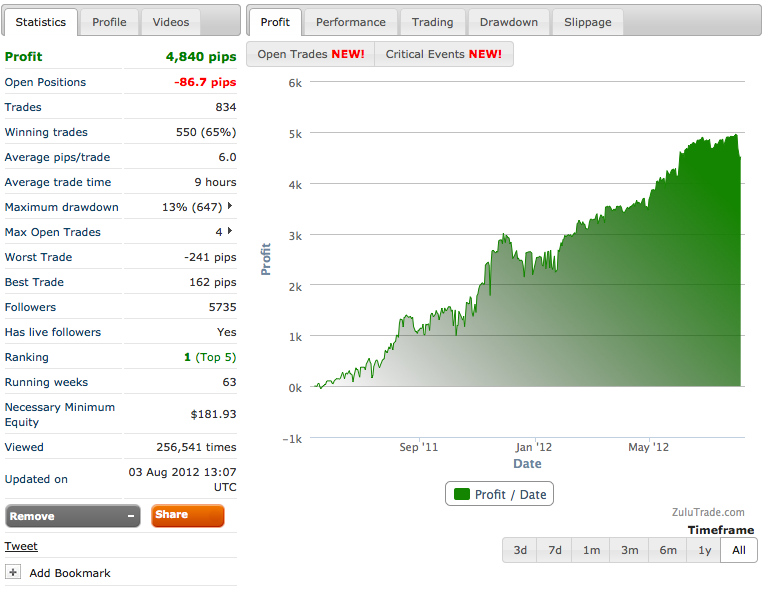 Statistics
Profile
Videos
Profit 4,840 pips
Open Positions -86.7 pips
Trades 834
Winning trades 550 (65%)
Average pips/trade 6.0
Average trade time 9 hours
Maximum drawdown 13% (647)
Max Open Trades 4
Worst Trade -241 pips
Best Trade 162 pips
Followers 5735
Has live followers Yes
Ranking 1 (Top 5)
Running weeks 63
Necessary Minimum
Equity
$181.93
Viewed 256,541 times
Updated on
03 Aug 2012 13:07
UTC
Remove –
Share
Tweet
+ Add Bookmark
Profit
Performance
Trading
Drawdown
Slippage
Open Trades NEW!
Critical Events NEW!
6k
5k
4k
3k
2k
1k
0k
-1k
Profit
Sep '11
Jan '12
May '12
Date
Profit / Date
ZuluTrade.com
Timeframe
3d
7d
1m
3m
6m
1y
All